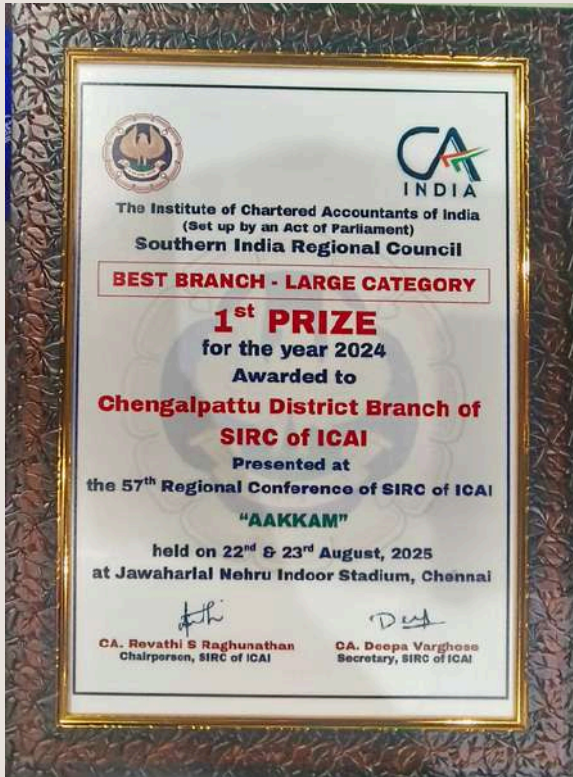 CA
INDIA
The Institute of Chartered Accountants of India
(Set up by an Act of Parliament)
Southern India Regional Council
BEST BRANCH - LARGE CATEGORY
1st PRIZE
for the year 2024
Awarded to
Chengalpattu District Branch of
SIRC of ICAI
Presented at
the 57th Regional Conference of SIRC of ICAI
“AAKKAM”
held on 22nd & 23rd August, 2025
at Jawaharlal Nehru Indoor Stadium, Chennai
CA. Revathi S Raghunathan
Chairperson, SIRC of ICAI
CA. Deepa Varghese
Secretary, SIRC of ICAI